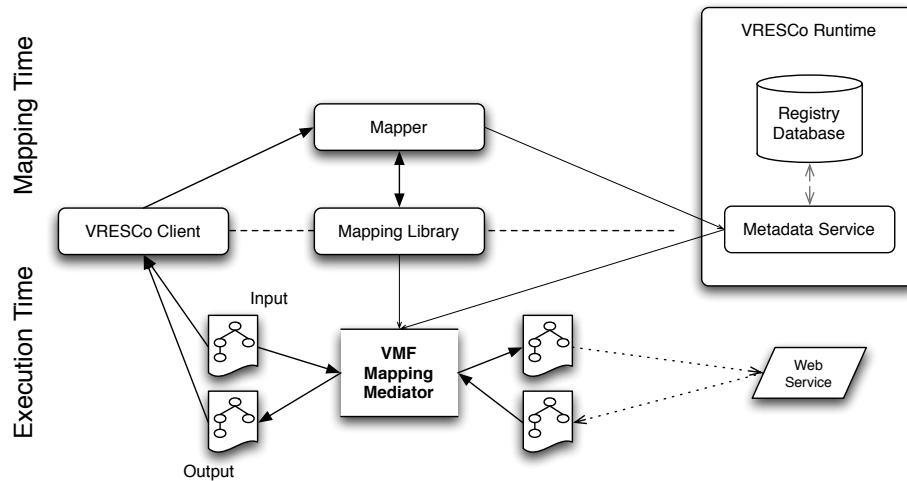 Mapping Time
VRESCo Runtime
Registry
Database
Mapper
VRESCo Client
Mapping Library
Metadada Service
Execution Time
Input
VMF
Mapping
Mediator
Web
Service
Output